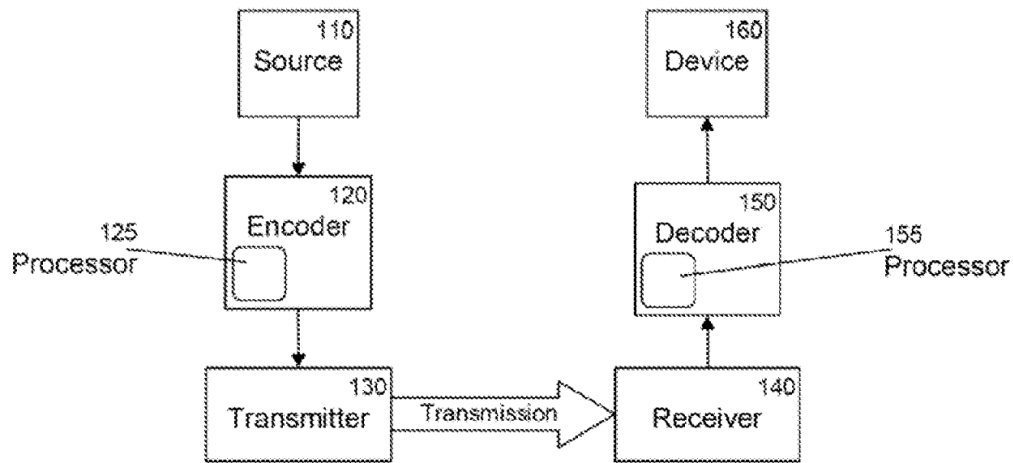 110
Source
160
Device
120
Encoder
125
Processor
150
Decoder
155
Processor
130
Transmitter
Transmission
140
Receiver